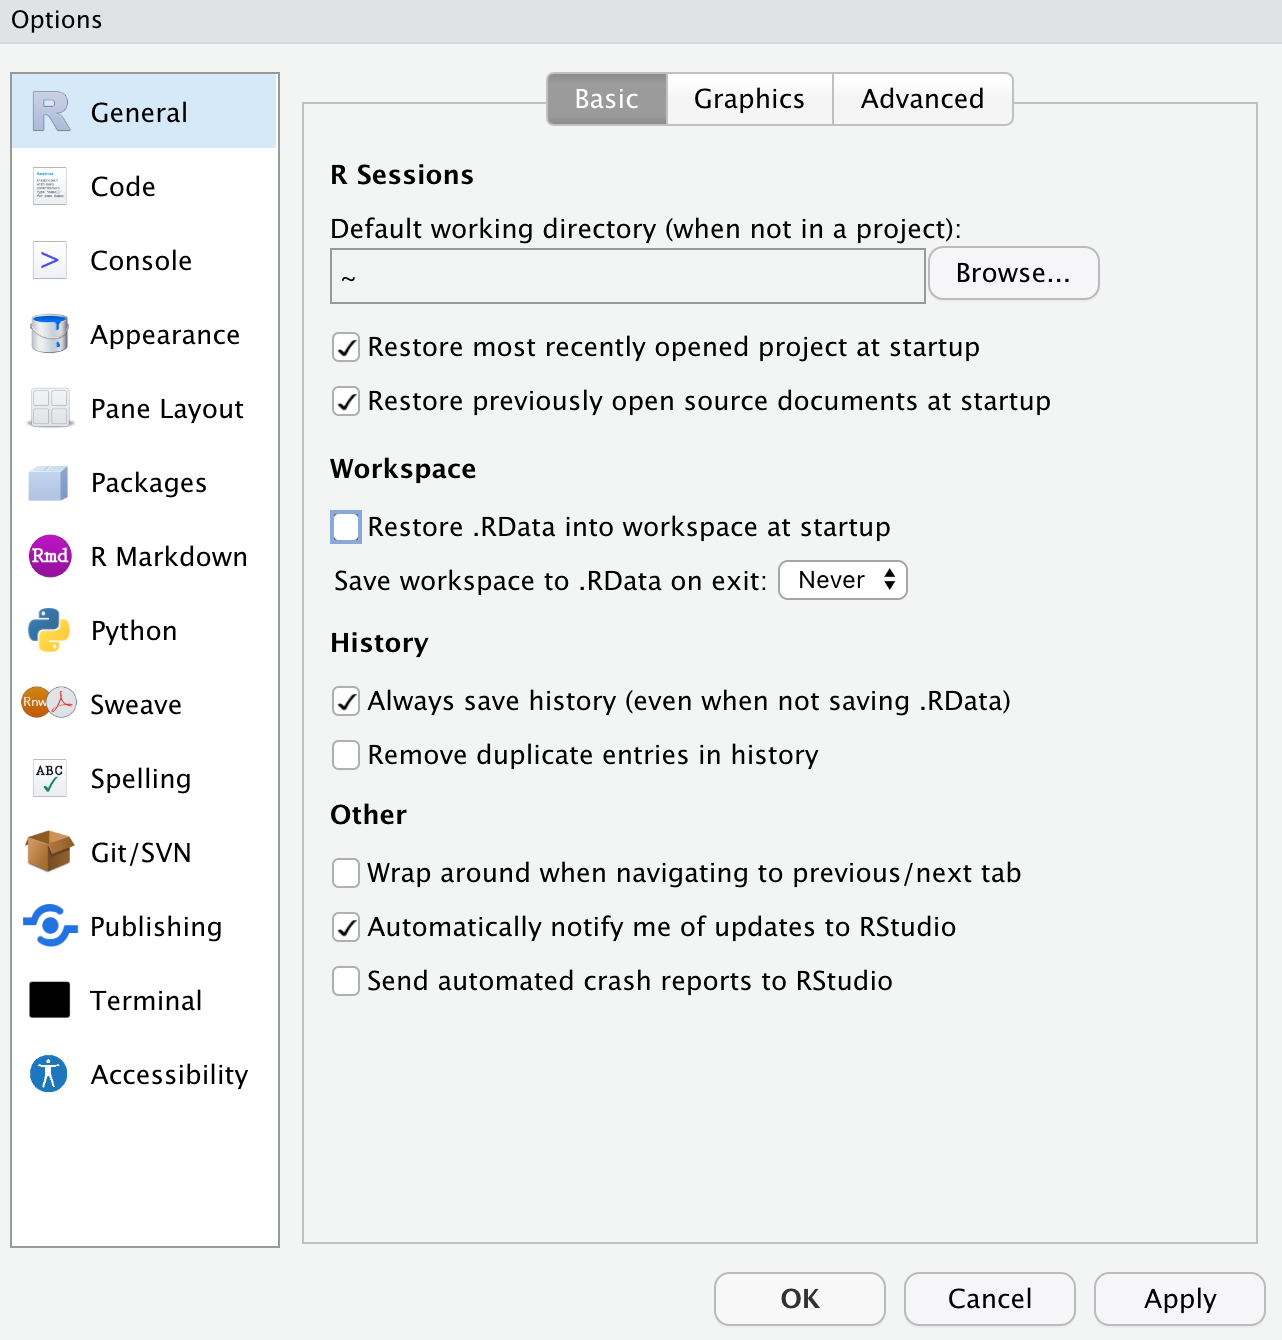 Options
General
Code
Console
Appearance
Pane Layout
Packages
Rmd R Markdown
Python
Rnw Sweave
ABC Spelling
Git/SVN
Publishing
Terminal
Accessibility
Basic Graphics Advanced
R Sessions
Default working directory (when not in a project):
~ Browse...
Restore most recently opened project at startup
Restore previously open source documents at startup
Workspace
Restore .RData into workspace at startup
Save workspace to .RData on exit: Never
History
Always save history (even when not saving .RData)
Remove duplicate entries in history
Other
Wrap around when navigating to previous/next tab
Automatically notify me of updates to RStudio
Send automated crash reports to RStudio
OK Cancel Apply